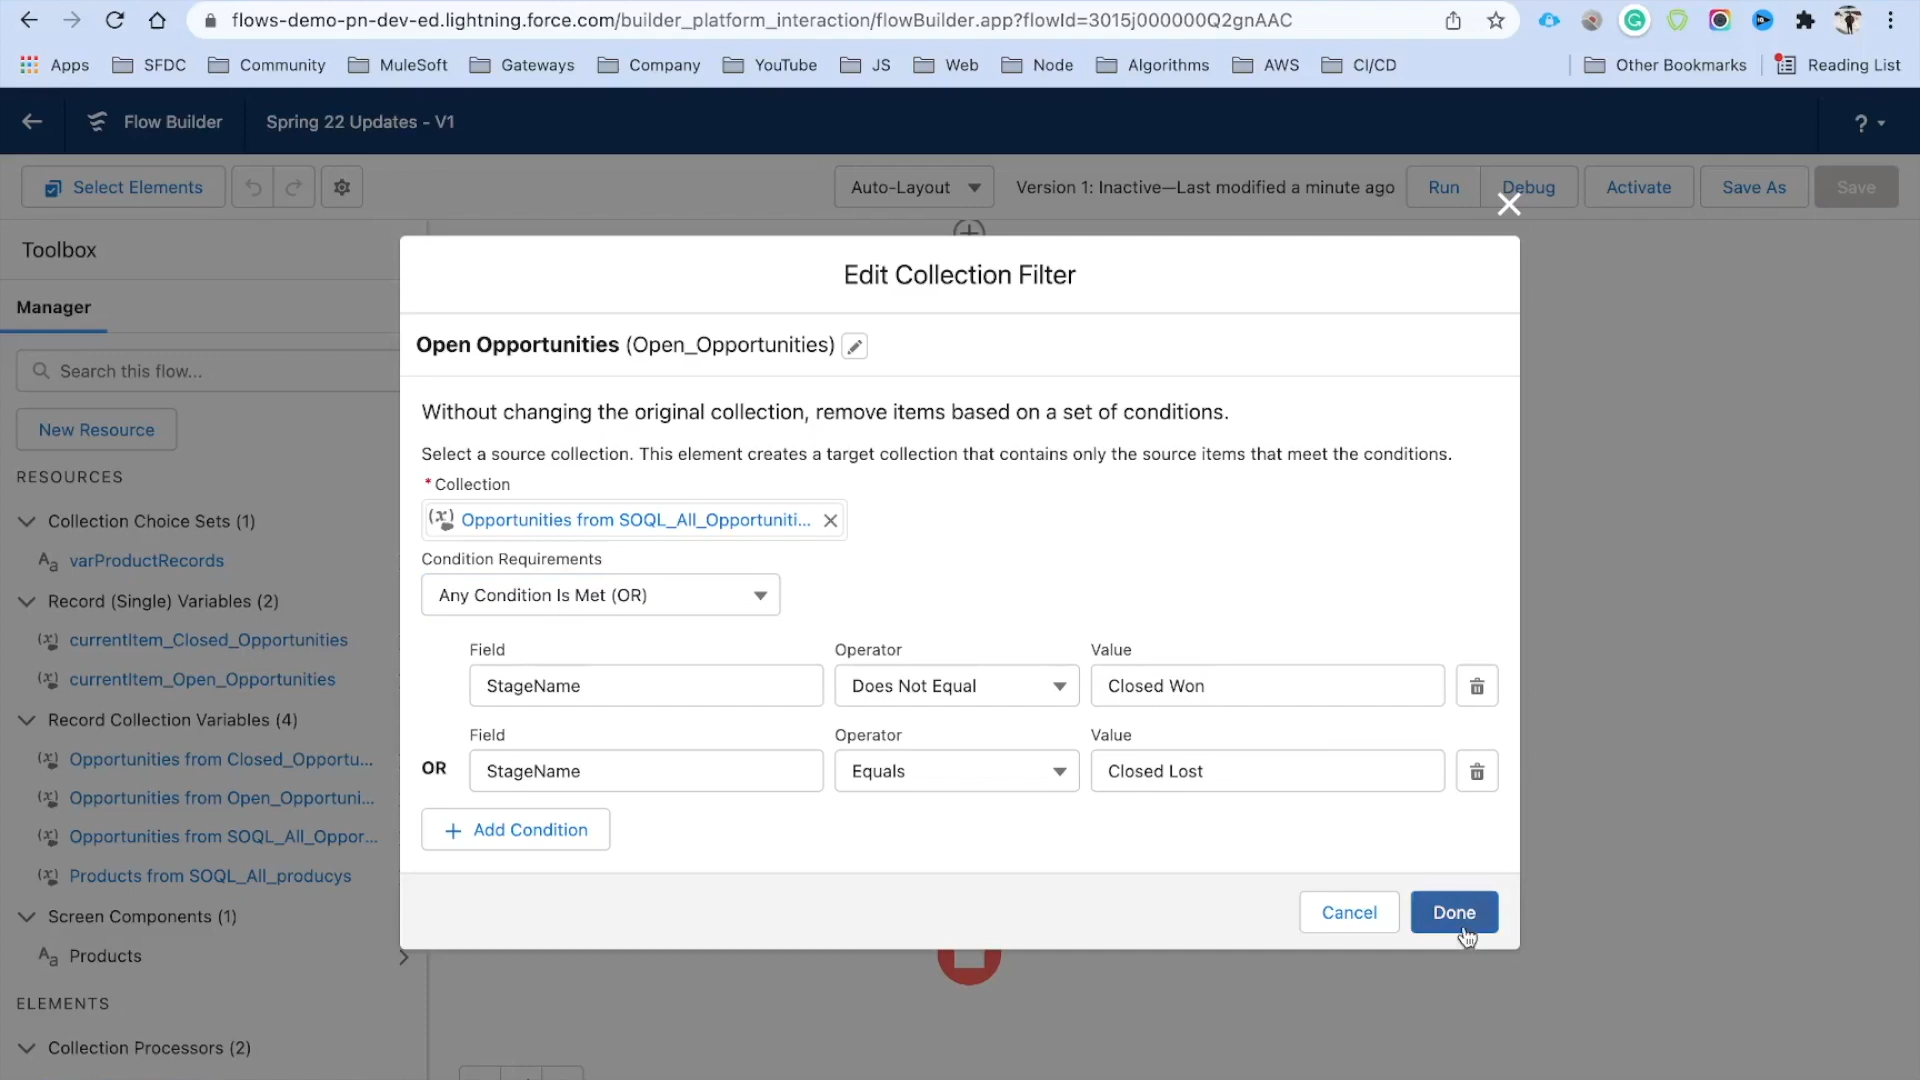 flows-demo-pn-dev-ed.lightning.force.com/builder_platform_interaction/flowBuilder.app?flowId=3015j000000Q2gnAAC
Apps SFDC Community MuleSoft Gateways Company YouTube JS Web Node Algorithms AWS CI/CD Other Bookmarks Reading List
Flow Builder Spring 22 Updates - V1 ?
Select Elements Auto-Layout Version 1: Inactive—Last modified a minute ago Run Debug Activate Save As Save
Toolbox
Manager
Search this flow...
New Resource
RESOURCES
Collection Choice Sets (1)
varProductRecords
Record (Single) Variables (2)
currentItem_Closed_Opportunities
currentItem_Open_Opportunities
Record Collection Variables (4)
Opportunities from Closed_Opportu...
Opportunities from Open_Opportuni...
Opportunities from SOQL_All_Oppor...
Products from SOQL_All_producys
Screen Components (1)
Products
ELEMENTS
Collection Processors (2)
Edit Collection Filter
Open Opportunities (Open_Opportunities)
Without changing the original collection, remove items based on a set of conditions.
Select a source collection. This element creates a target collection that contains only the source items that meet the conditions.
* Collection
Opportunities from SOQL_All_Opportuniti...
Condition Requirements
Any Condition Is Met (OR)
Field Operator Value
StageName Does Not Equal Closed Won
Field Operator Value
OR StageName Equals Closed Lost
+ Add Condition
Cancel Done